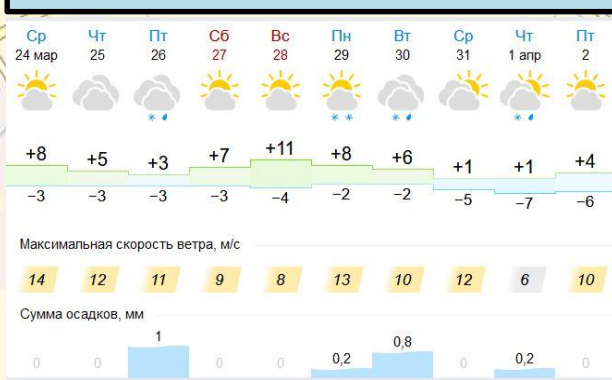 Ср Чт Пт Сб Вс Пн Вт Ср Чт Пт
24 мар 25 26 27 28 29 30 31 1 апр 2
+8 +5 +3 +7 +11 +8 +6 +1 +1 +4
−3 −3 −3 −3 −4 −2 −2 −5 −7 −6
Максимальная скорость ветра, м/с
14 12 11 9 8 13 10 12 6 10
Сумма осадков, мм
0 0 1 0 0 0,2 0,8 0 0,2 0